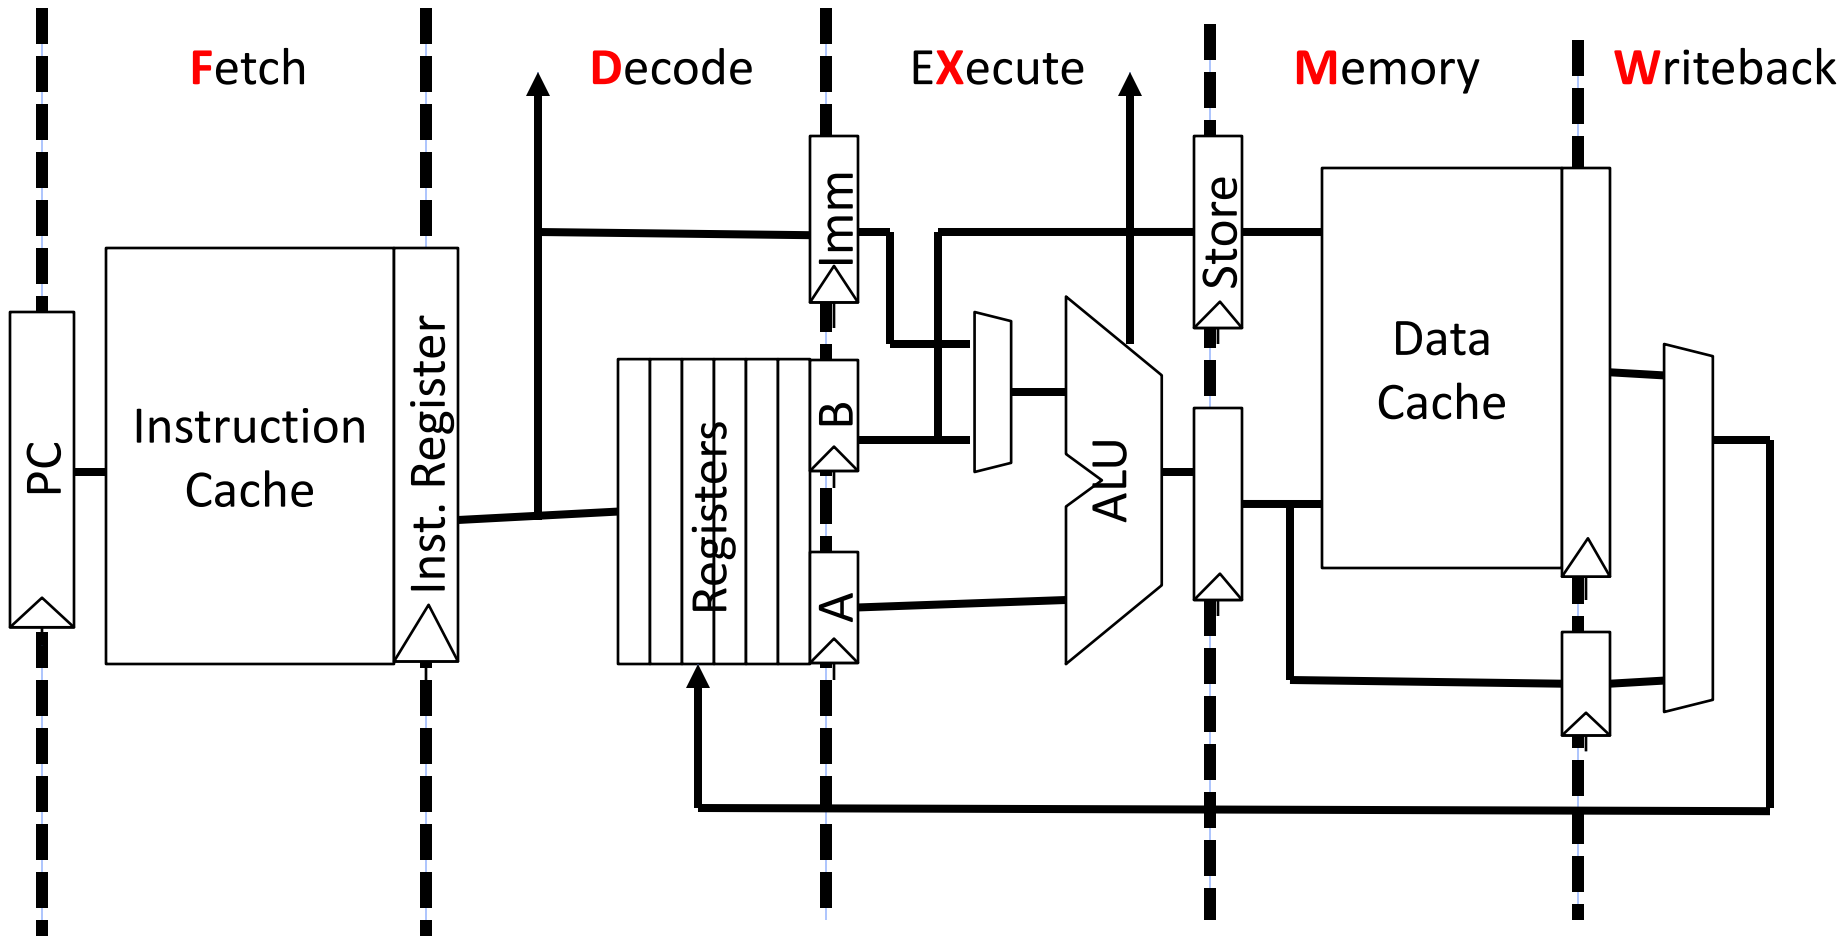 Fetch
Decode
EXecute
Memory
Writeback
PC
Instruction
Cache
Inst. Register
Registers
Imm
B
A
ALU
Store
Data
Cache